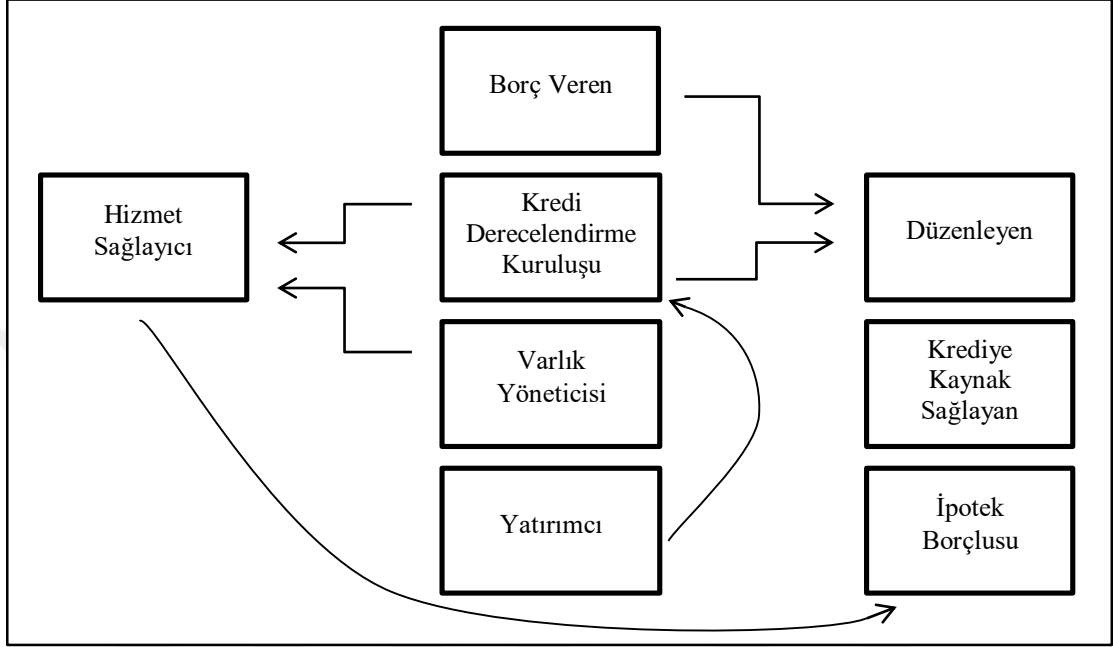 Borç Veren
Hizmet
Sağlayıcı
Kredi
Derecelendirme
Kuruluşu
Düzenleyen
Varlık
Yöneticisi
Krediye
Kaynak
Sağlayan
Yatırımcı
İpotek
Borçlusu